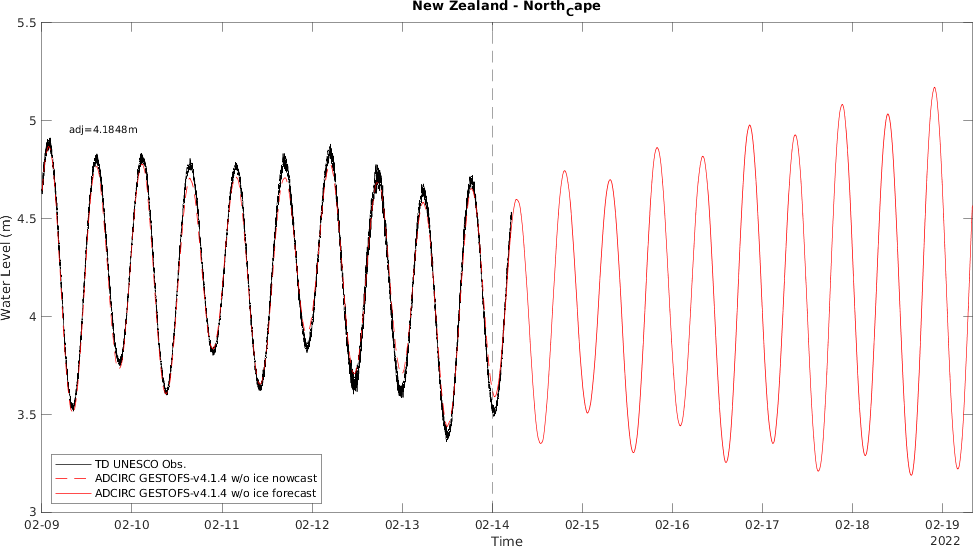 New Zealand - NorthCape
5.5
5
4.5
4
3.5
3
Water Level (m)
adj=4.1848m
TD UNESCO Obs.
ADCIRC GESTOFS-v4.1.4 w/o ice nowcast
ADCIRC GESTOFS-v4.1.4 w/o ice forecast
02-09 02-10 02-11 02-12 02-13 02-14 02-15 02-16 02-17 02-18 02-19
Time
2022